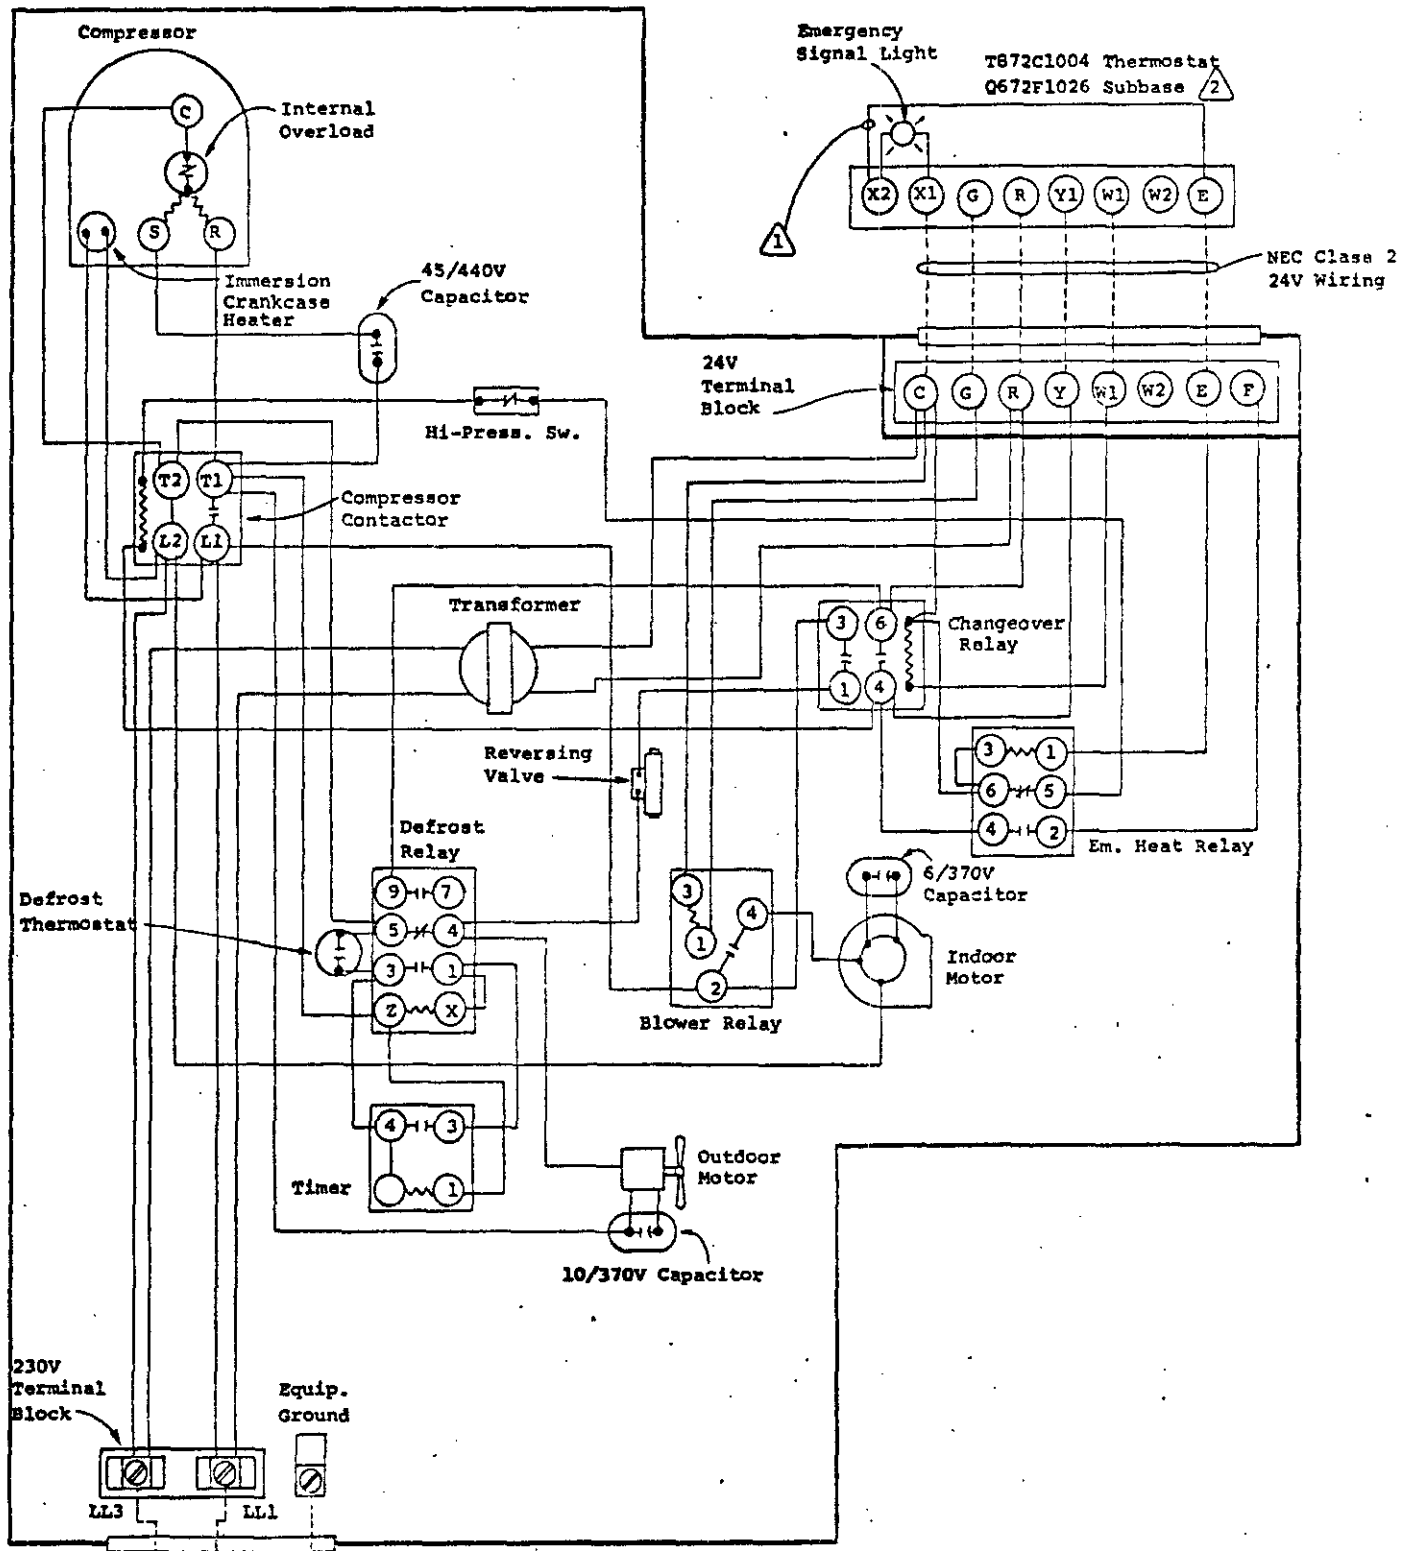 Compressor
C
Internal
Overload
S
R
Immersion
Crankcase
Heater
45/440V
Capacitor
Emergency
Signal Light
T872C1004 Thermostat
Q672F1026 Subbase
2
1
X2
X1
G
R
Y1
W1
W2
E
NEC Class 2
24V Wiring
24V
Terminal
Block
C
G
R
Y
W1
W2
E
F
Hi-Press. Sw.
T2
T1
L2
L1
Compressor
Contactor
Transformer
3
6
1
4
Changeover
Relay
Reversing
Valve
3
1
6
5
4
2
Em. Heat Relay
Defrost
Relay
9
7
5
4
3
1
Z
X
Defrost
Thermostat
3
4
1
2
Blower Relay
6/370V
Capacitor
Indoor
Motor
4
3
1
Timer
Outdoor
Motor
10/370V Capacitor
230V
Terminal
Block
Equip.
Ground
LL3
LL1